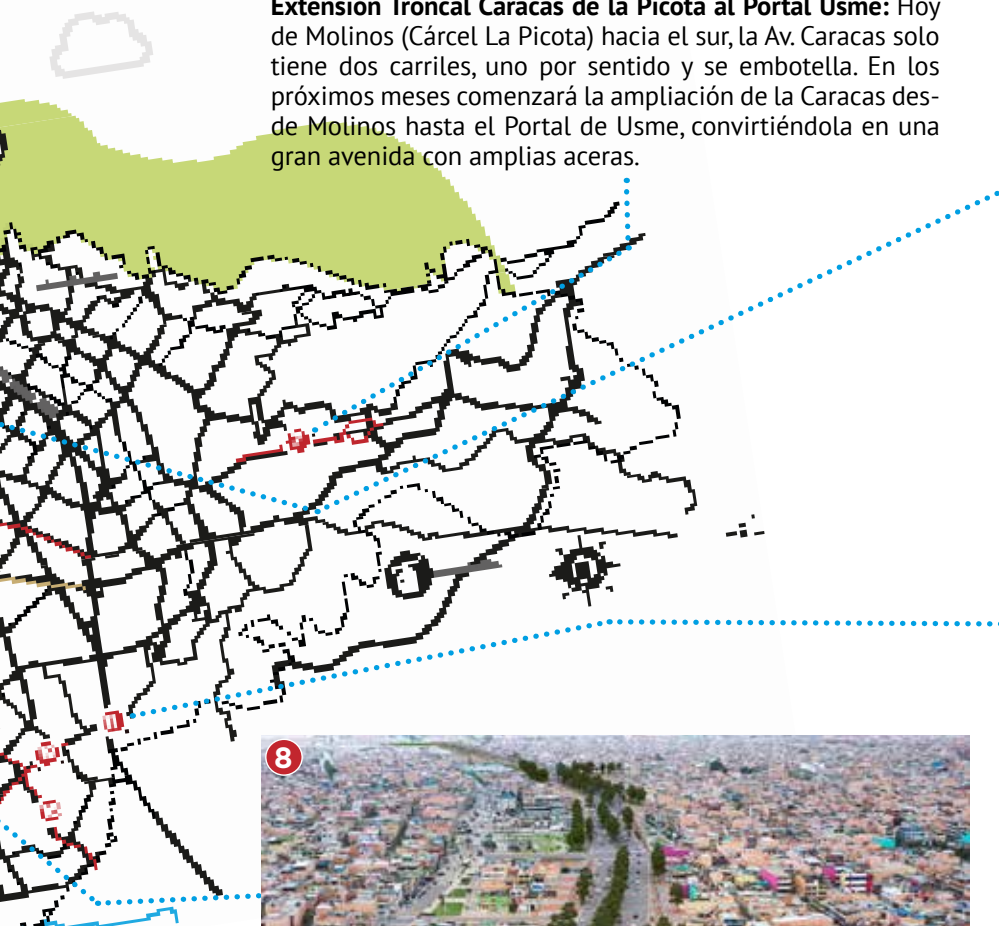 Extensión Troncal Caracas de la Picota al Portal Usme: Hoy
de Molinos (Cárcel La Picota) hacia el sur, la Av. Caracas solo
tiene dos carriles, uno por sentido y se embotella. En los
próximos meses comenzará la ampliación de la Caracas des-
de Molinos hasta el Portal de Usme, convirtiéndola en una
gran avenida con amplias aceras.
8